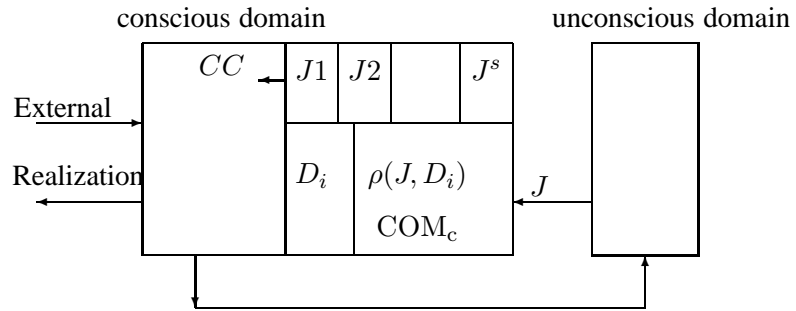 conscious domain unconscious domain
CC J1 J2 J^s
External
Realization D_i ρ(J, D_i) J
COM_c